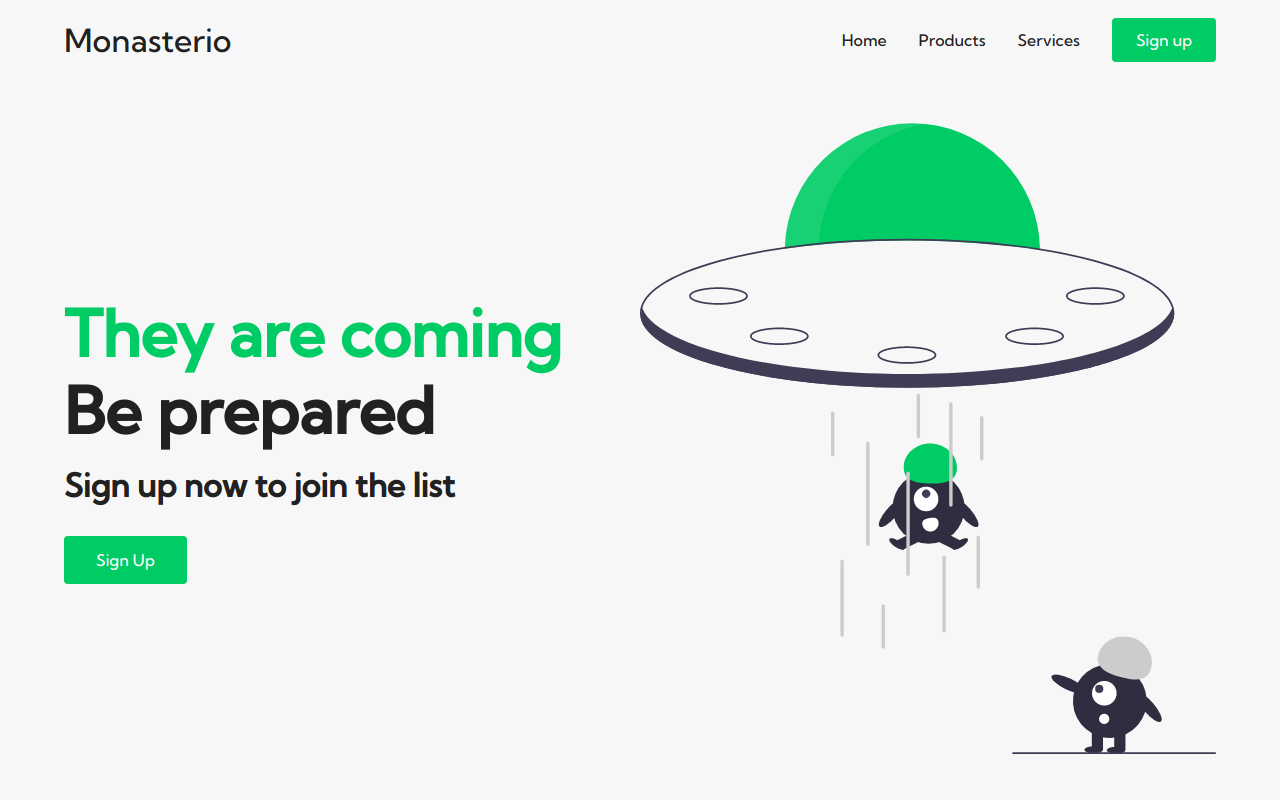 Monasterio
Home Products Services Sign up
They are coming
Be prepared
Sign up now to join the list
Sign Up